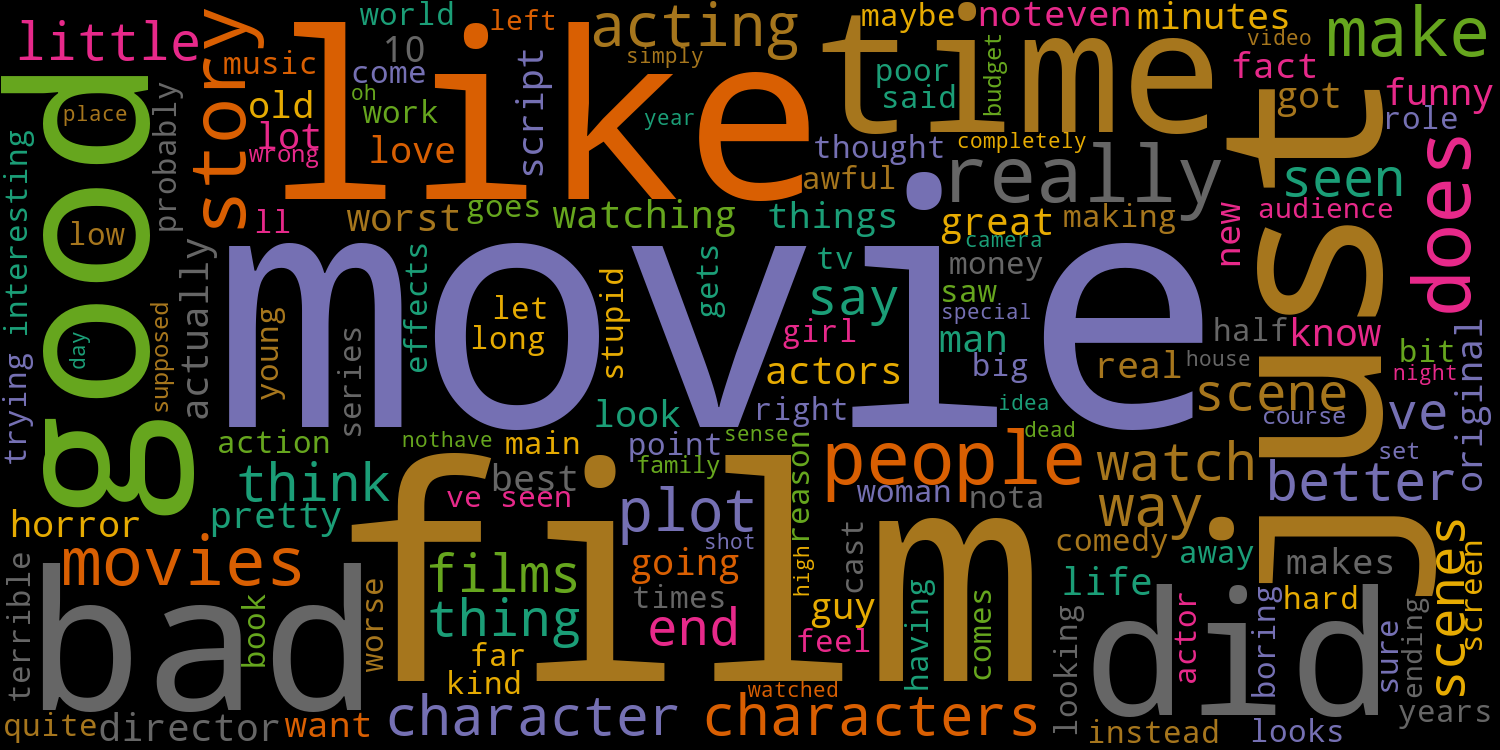 little
story
world
left
acting
maybe
noteven
minutes
video
make
music
10
come
simply
poor
budget
fact
funny
good
place
probably
old
oh
work
script
like
year
said
time
got
role
lot
wrong
love
thought
completely
really
just
seen
does
interesting
low
ll
worst
goes
watching
awful
things
great
making
new
audience
actually
movie
effects
gets
tv
camera
money
say
saw
special
day
supposed
young
let
long
stupid
girl
man
half
know
bit
trying
series
actors
big
real
house
night
original
look
right
idea
scene
course
ve
action
nothave
main
point
sense
dead
set
think
best
family
reason
people
watch
better
ve seen
plot
woman
nota
way
pretty
horror
film
shot
high
cast
comedy
away
movies
films
going
life
makes
scenes
screen
terrible
bad
book
worse
thing
times
guy
having
comes
did
hard
end
feel
looking
actor
boring
sure
ending
far
kind
watched
years
quite
director
want
character
characters
instead
looks